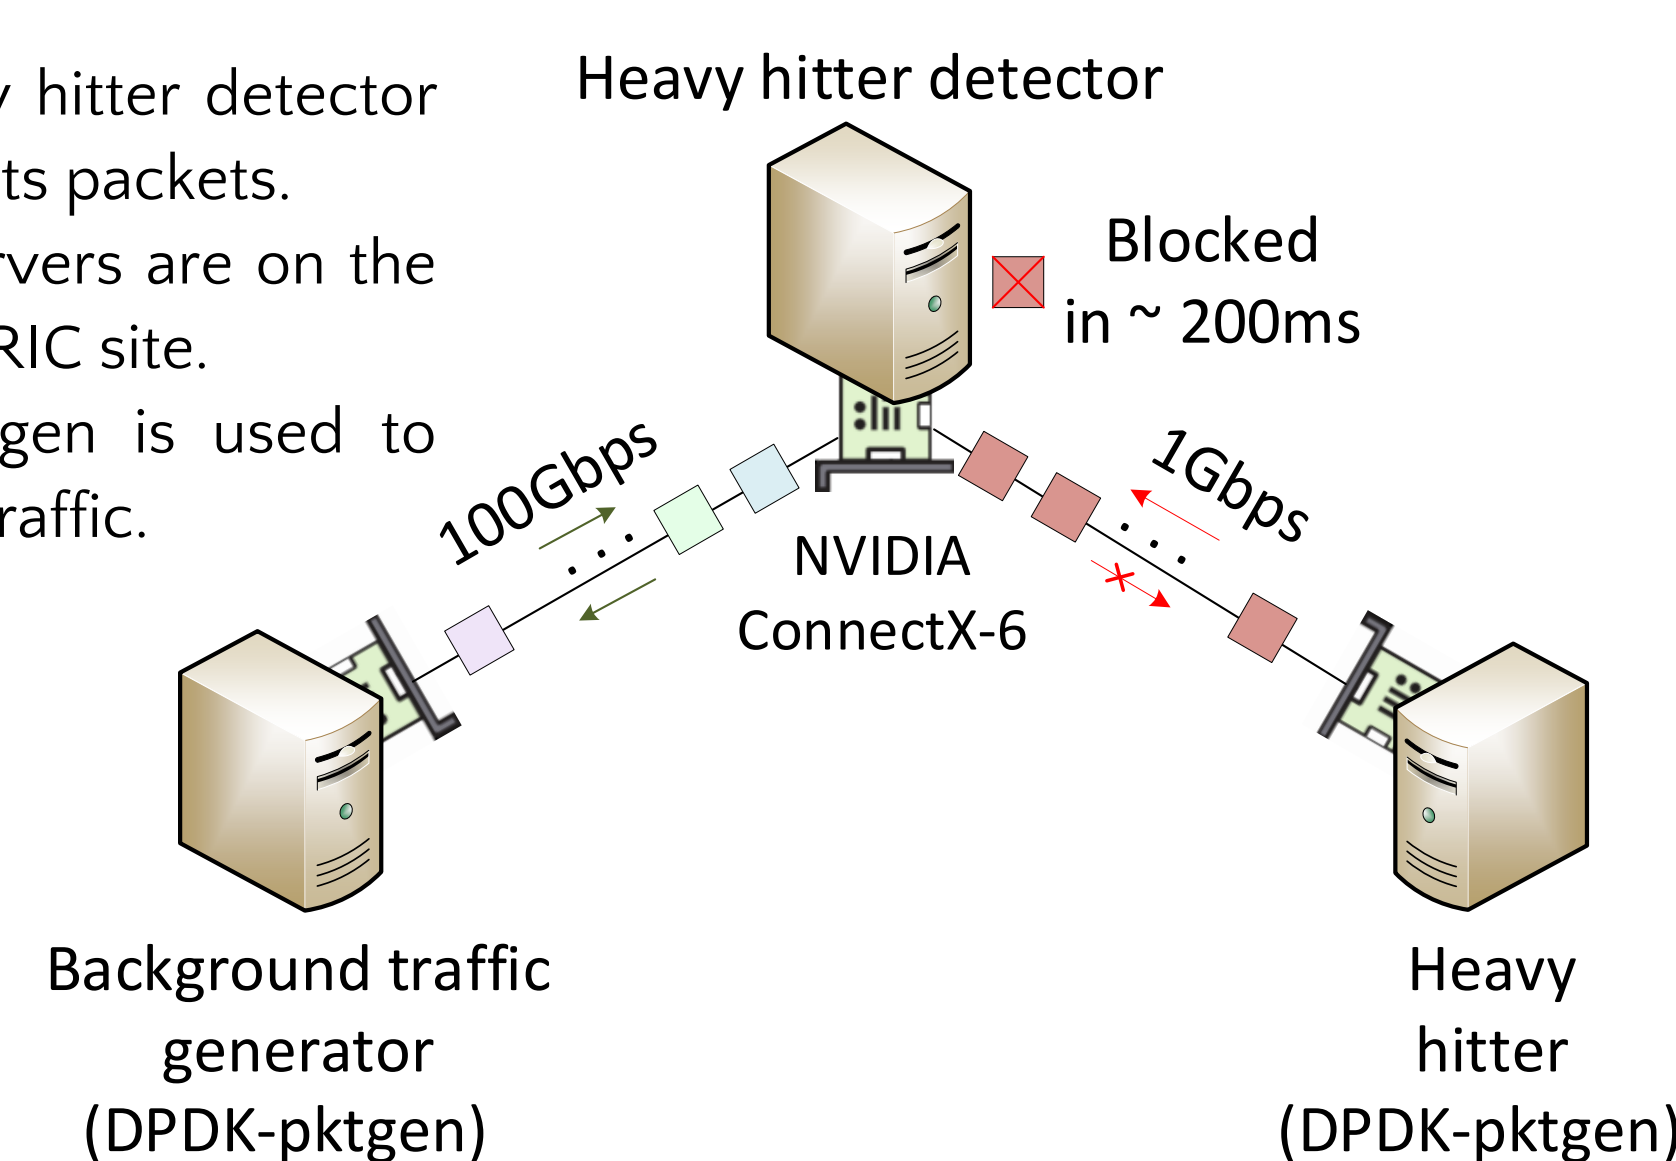 hitter detector
ts packets.
rvers are on the
RIC site.
gen is used to
raffic.
Heavy hitter detector
Blocked
in ~ 200ms
100Gbps
1Gbps
NVIDIA
ConnectX-6
Background traffic
generator
(DPDK-pktgen)
Heavy
hitter
(DPDK-pktgen)